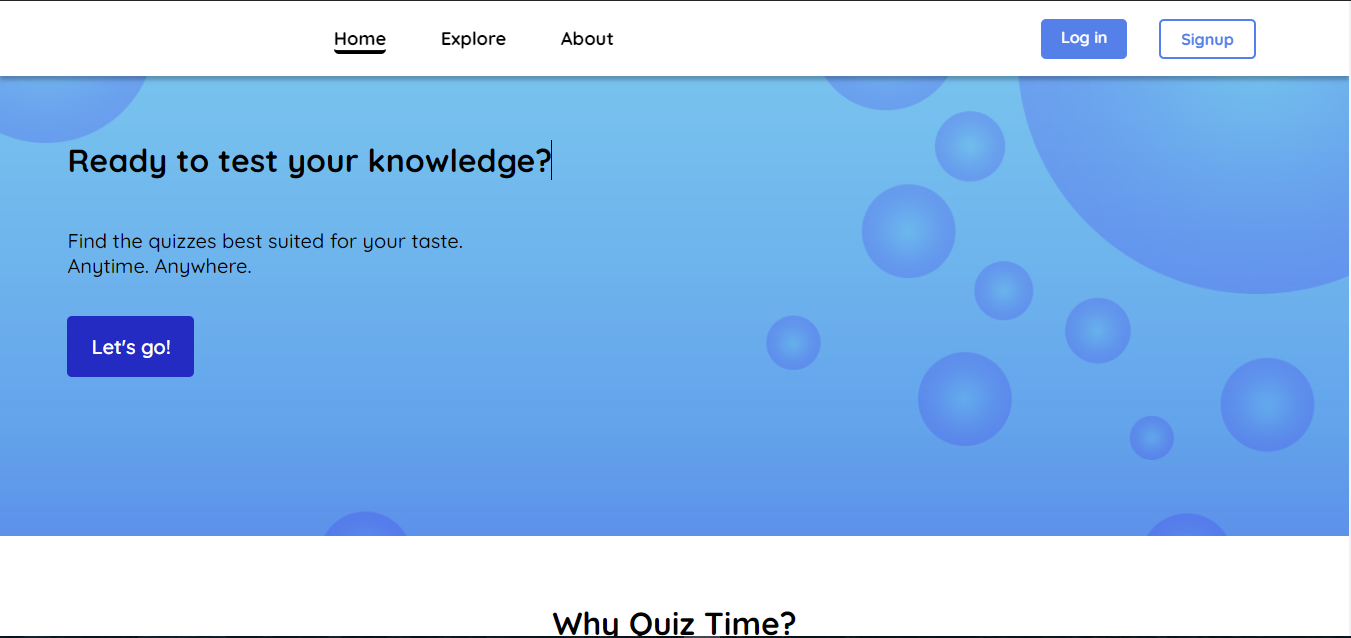 Home
Explore
About
Log in
Signup
Ready to test your knowledge?
Find the quizzes best suited for your taste.
Anytime. Anywhere.
Let's go!
Why Quiz Time?